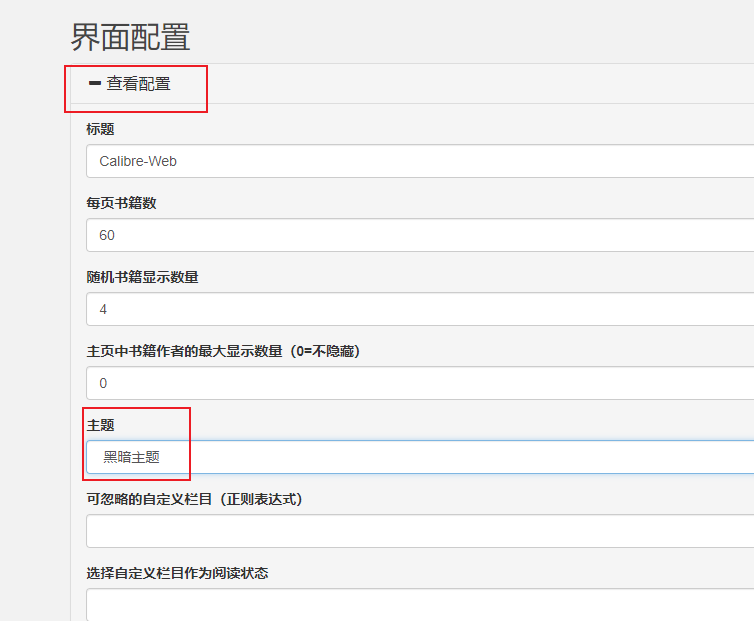 界面配置
查看配置
标题
Calibre-Web
每页书籍数
60
随机书籍显示数量
4
主页中书籍作者的最大显示数量（0=不隐藏）
0
主题
黑暗主题
可忽略的自定义栏目（正则表达式）
选择自定义栏目作为阅读状态